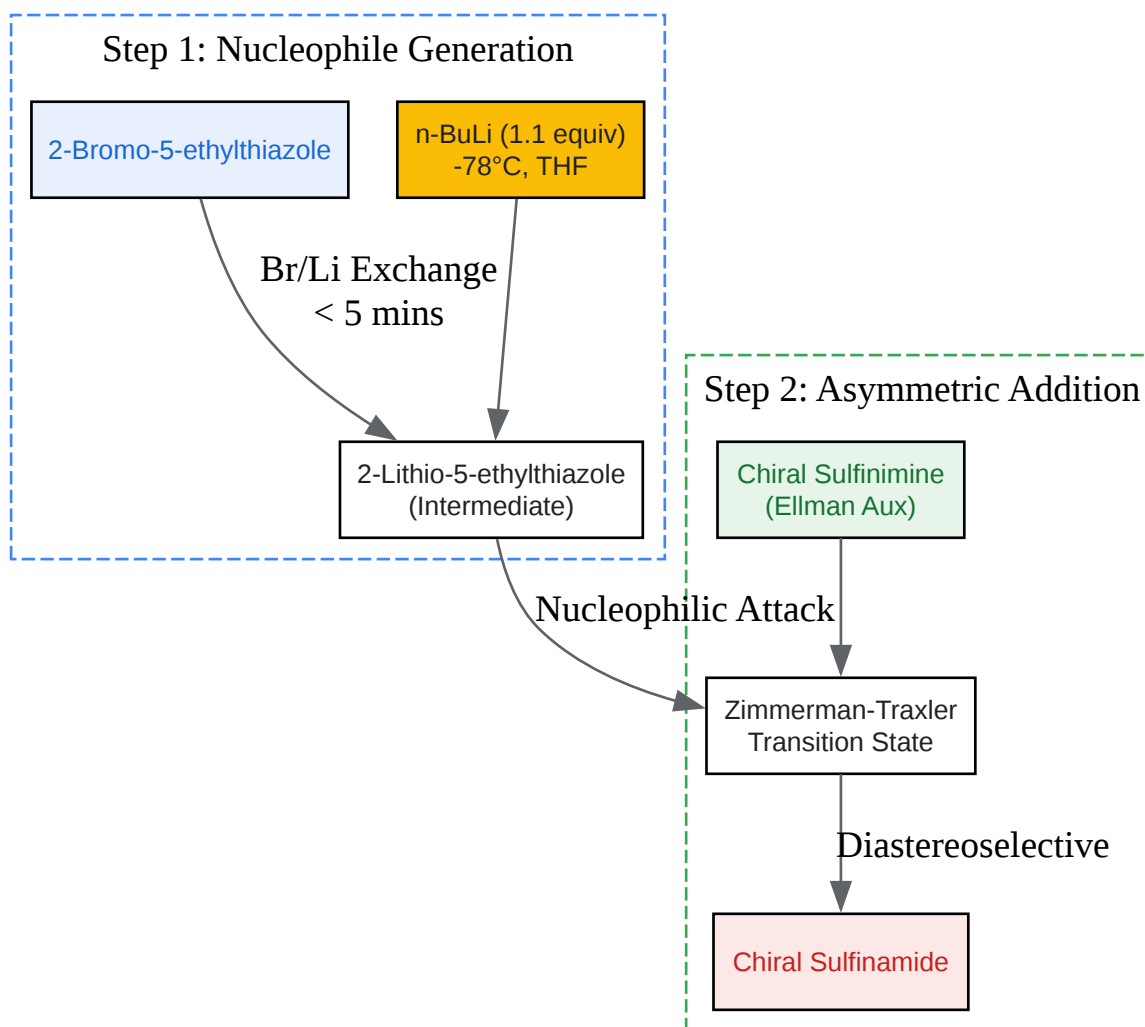 Step 1: Nucleophile Generation
2-Bromo-5-ethylthiazole
n-BuLi (1.1 equiv)
-78°C, THF
Br/Li Exchange
< 5 mins
2-Lithio-5-ethylthiazole
(Intermediate)
Step 2: Asymmetric Addition
Chiral Sulfinimine
(Ellman Aux)
Nucleophilic Attack
Zimmerman-Traxler
Transition State
Diastereoselective
Chiral Sulfinamide